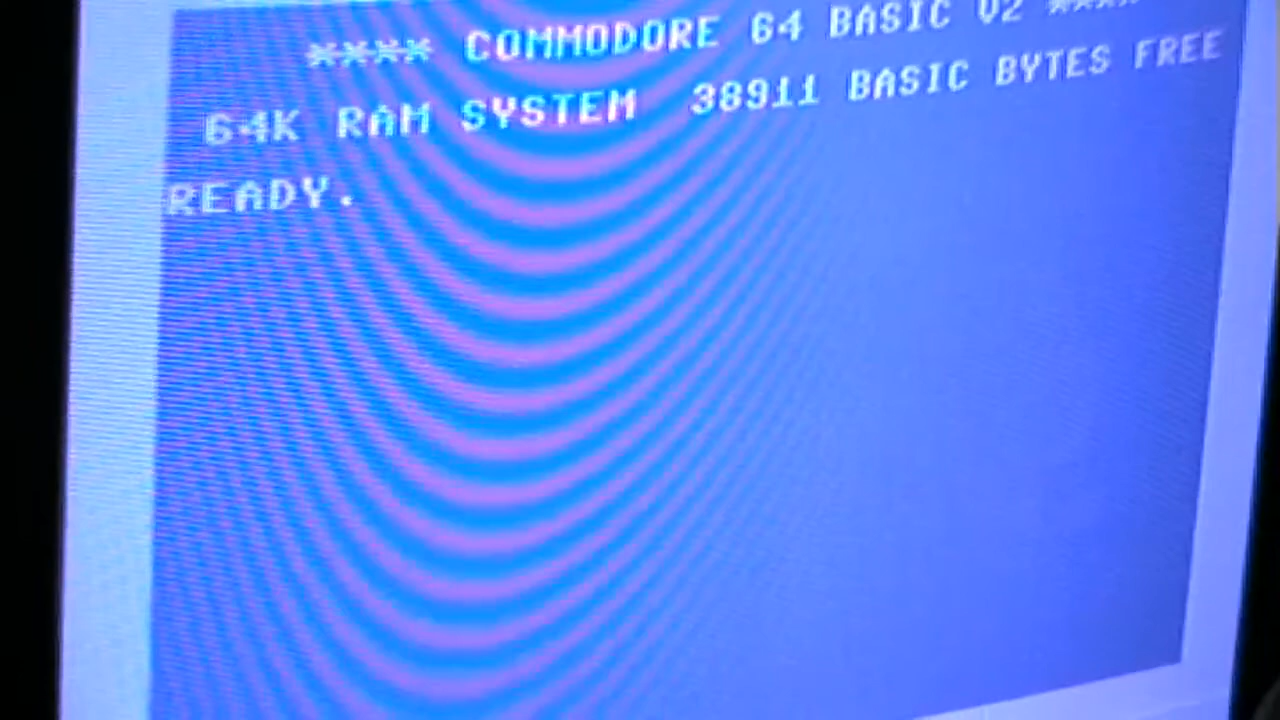 **** COMMODORE 64 BASIC V2 ****
64K RAM SYSTEM 38911 BASIC BYTES FREE
READY.